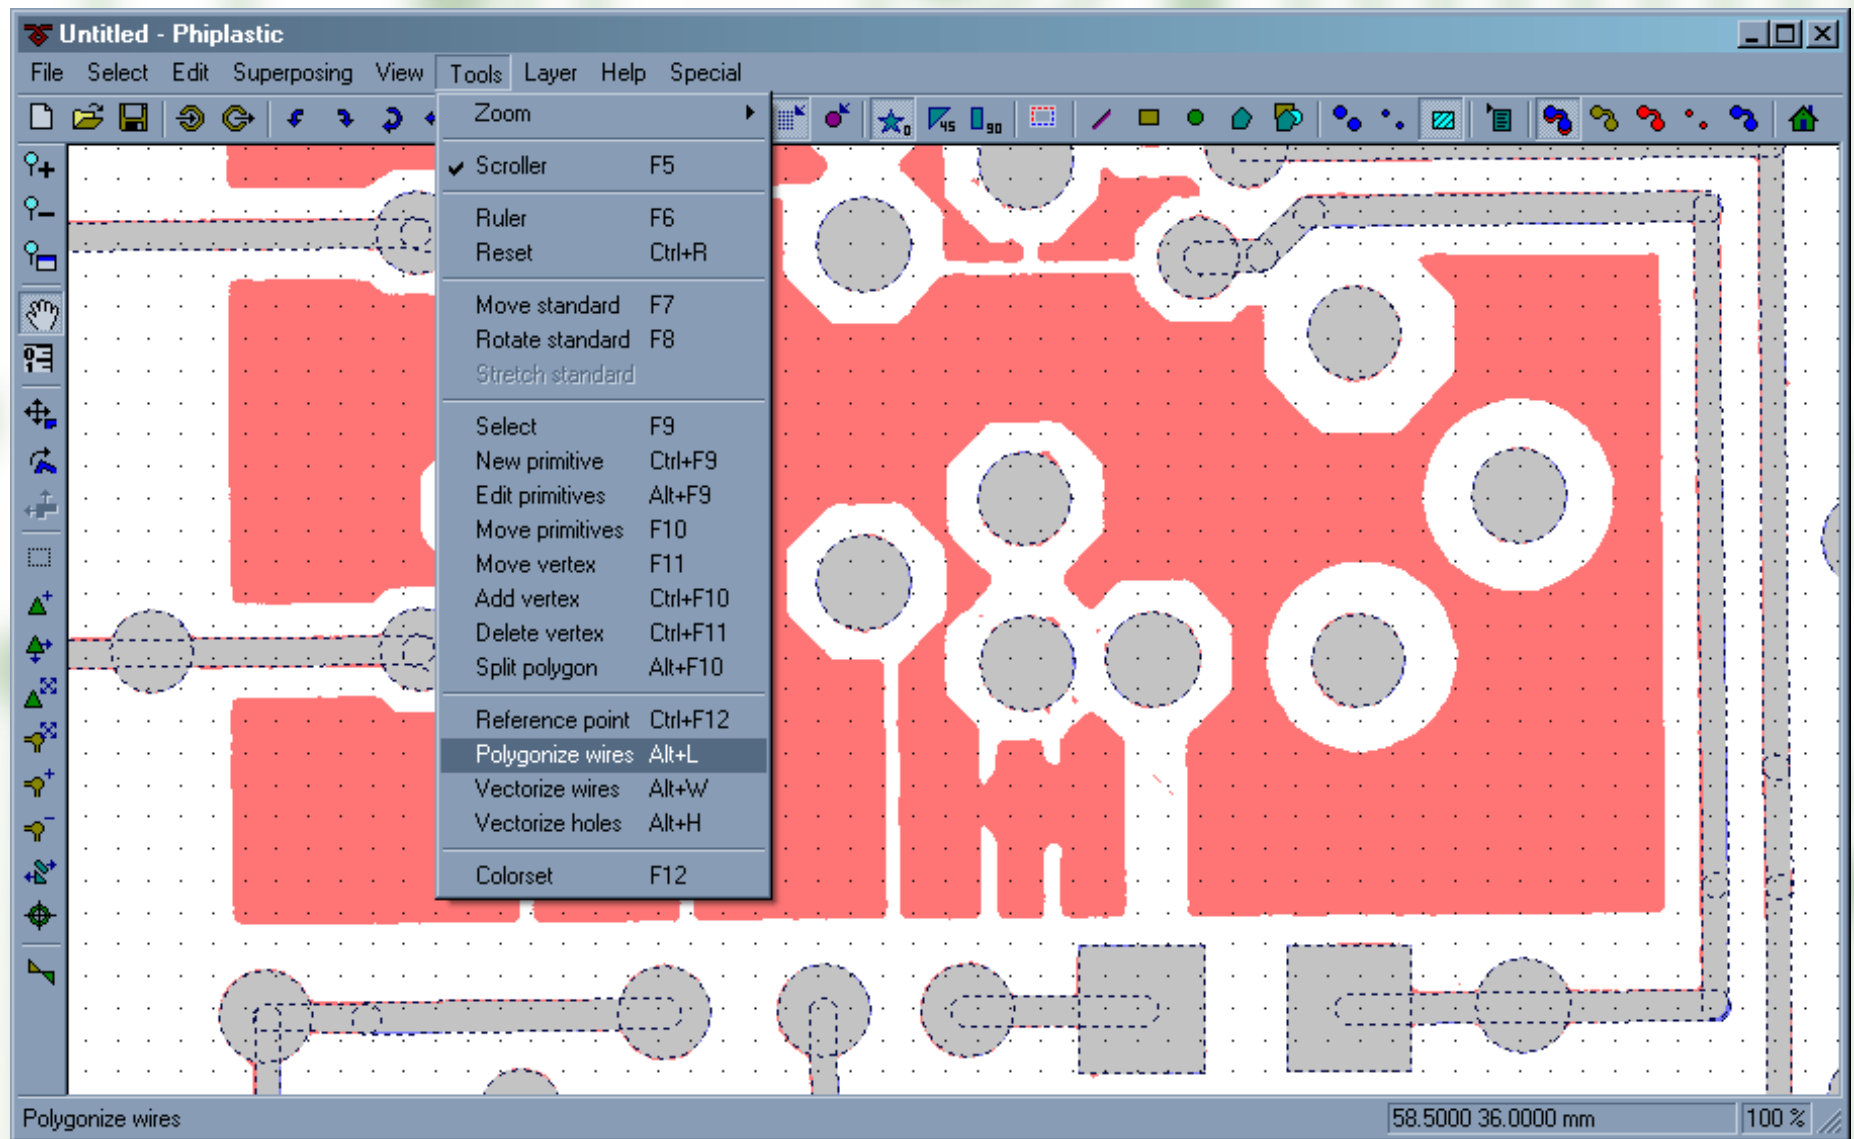 Untitled - Phiplastic
File Select Edit Superposing View Tools Layer Help Special
45 90
Zoom
Scroller F5
Ruler F6
Reset Ctrl+R
Move standard F7
Rotate standard F8
Stretch standard
Select F9
New primitive Ctrl+F9
Edit primitives Alt+F9
Move primitives F10
Move vertex F11
Add vertex Ctrl+F10
Delete vertex Ctrl+F11
Split polygon Alt+F10
Reference point Ctrl+F12
Polygonize wires Alt+L
Vectorize wires Alt+W
Vectorize holes Alt+H
Colorset F12
Polygonize wires 58.5000 36.0000 mm 100 %